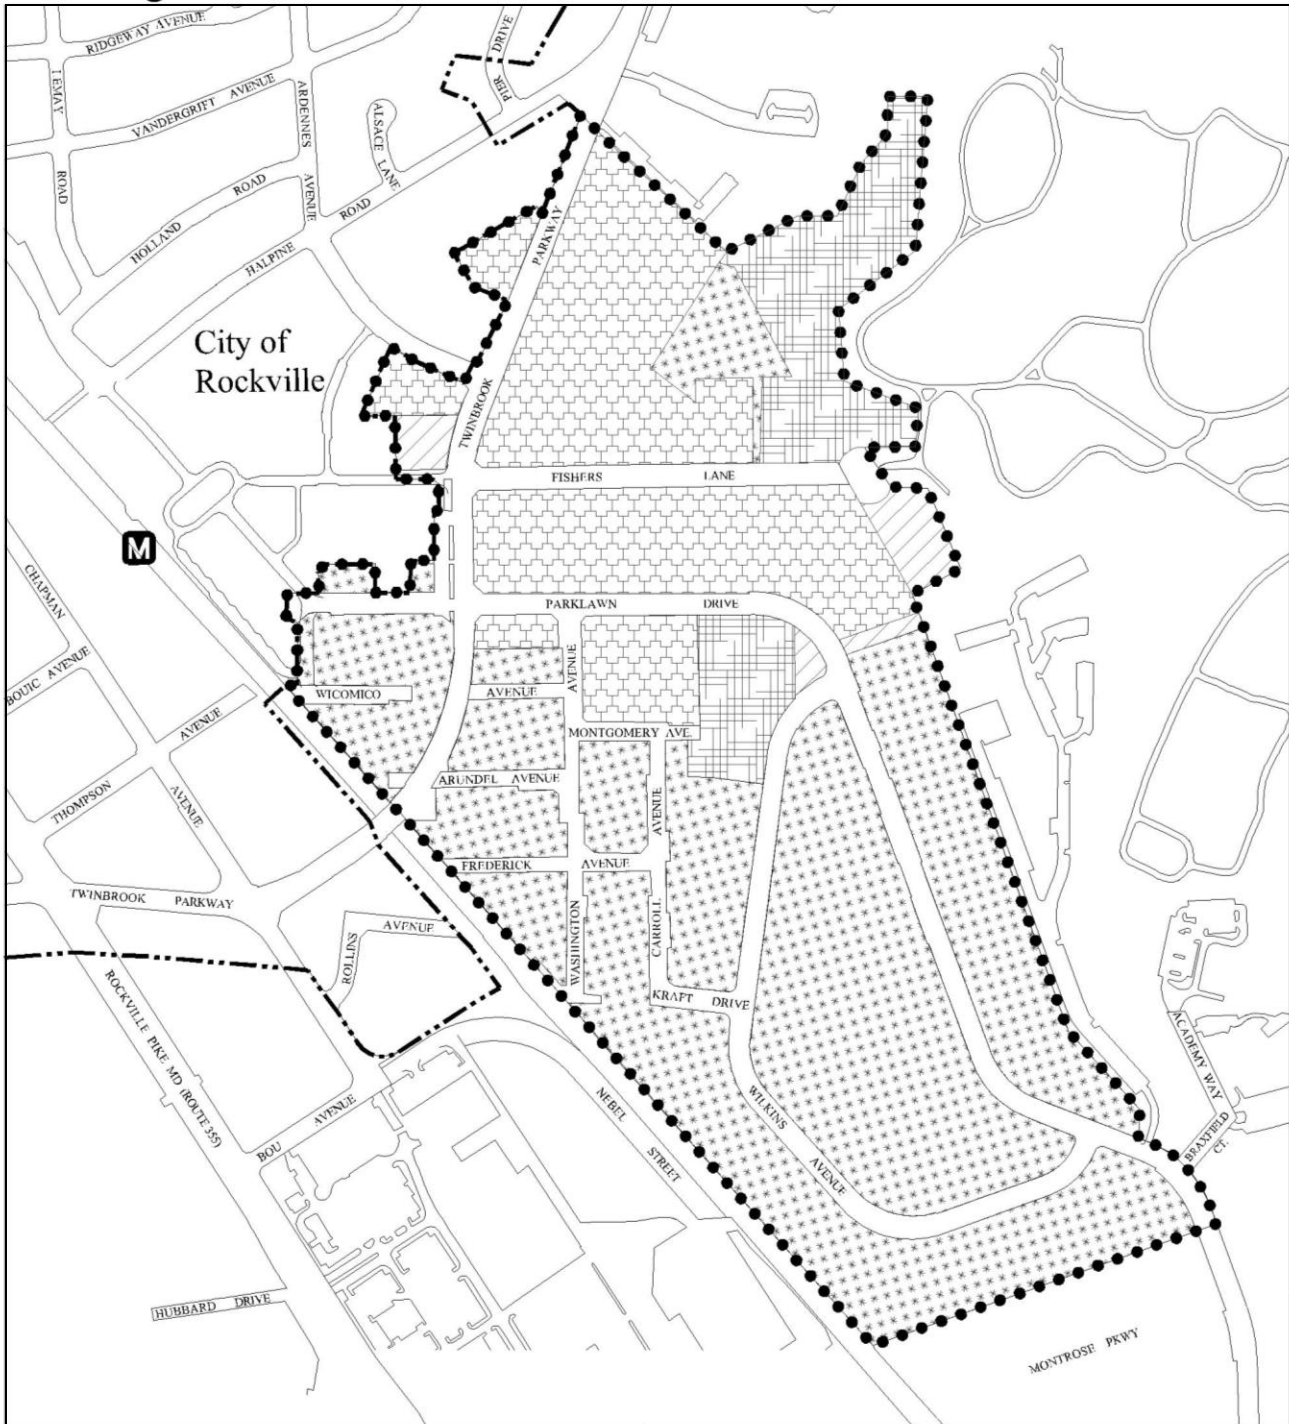 RIDGEWAY AVENUE
DRIVE
PIER
LEMAY
ROAD
VANDERGRIFT AVENUE
ARDENNES
AVENUE
ALSACE
LANE
HOLLAND ROAD
HALPINE ROAD
PARKWAY
TWINBROOK
City of
Rockville
FISHERS LANE
M
CHAPMAN
AVENUE
PARKLAWN DRIVE
BOUIC AVENUE
WICOMICO AVENUE
AVENUE
MONTGOMERY AVE.
THOMPSON AVENUE
ARUNDEL AVENUE
AVENUE
FREDERICK AVENUE
TWINBROOK PARKWAY
ROLLINS
AVENUE
WASHINGTON
CARROLL
KRAFT DRIVE
ROCKVILLE PIKE MD (ROUTE 355)
ACADEMY WAY
BOU AVENUE
NEBEL
STREET
WILKINS
AVENUE
BRAXFIELD
CT.
HUBBARD DRIVE
MONTROSE PKWY